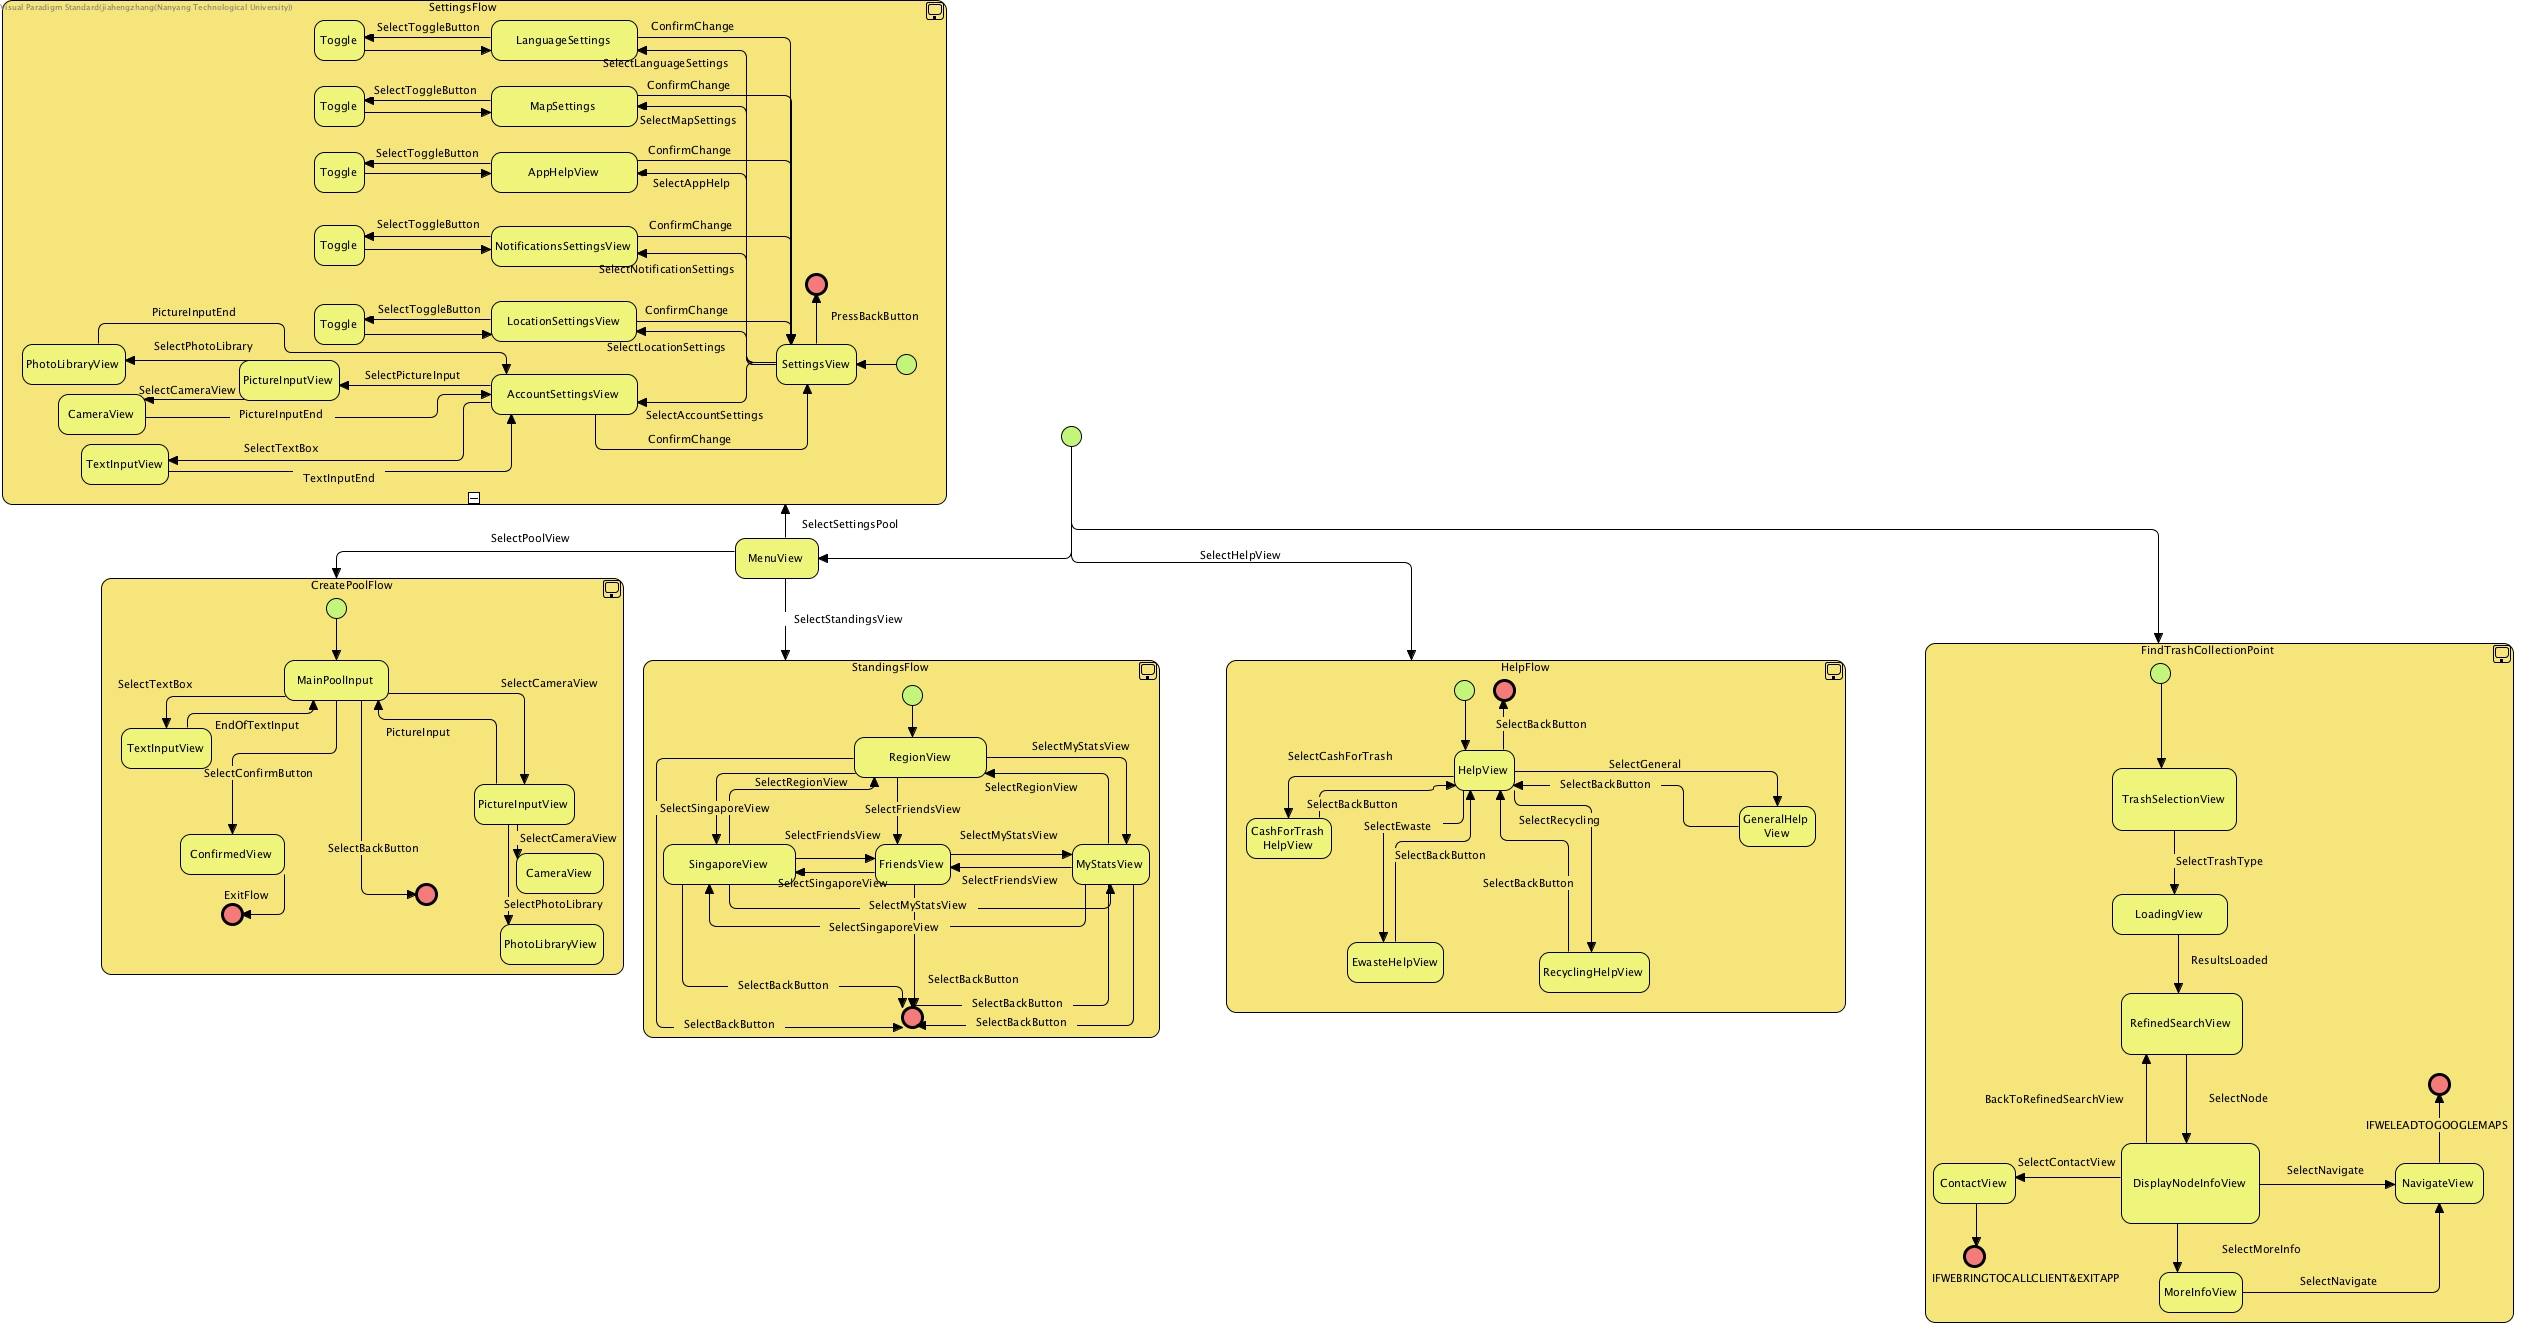 Visual Paradigm Standard(jiahengzhang(Nanyang Technological University))
SettingsFlow
Toggle
SelectToggleButton
LanguageSettings
ConfirmChange
SelectLanguageSettings
Toggle
SelectToggleButton
MapSettings
ConfirmChange
SelectMapSettings
Toggle
SelectToggleButton
AppHelpView
ConfirmChange
SelectAppHelp
Toggle
SelectToggleButton
NotificationsSettingsView
ConfirmChange
SelectNotificationSettings
Toggle
SelectToggleButton
LocationSettingsView
ConfirmChange
SelectLocationSettings
PressBackButton
SettingsView
PictureInputEnd
PhotoLibraryView
SelectPhotoLibrary
PictureInputView
SelectPictureInput
AccountSettingsView
SelectCameraView
CameraView
PictureInputEnd
SelectAccountSettings
ConfirmChange
SelectTextBox
TextInputView
TextInputEnd
SelectSettingsPool
SelectPoolView
MenuView
SelectHelpView
SelectStandingsView
CreatePoolFlow
MainPoolInput
SelectTextBox
SelectCameraView
EndOfTextInput
PictureInput
TextInputView
SelectConfirmButton
PictureInputView
SelectCameraView
ConfirmedView
SelectBackButton
CameraView
ExitFlow
SelectPhotoLibrary
PhotoLibraryView
StandingsFlow
RegionView
SelectMyStatsView
SelectRegionView
SelectRegionView
SelectSingaporeView
SelectFriendsView
SelectFriendsView
SelectMyStatsView
SingaporeView
FriendsView
MyStatsView
SelectSingaporeView
SelectFriendsView
SelectMyStatsView
SelectSingaporeView
SelectBackButton
SelectBackButton
SelectBackButton
SelectBackButton
SelectBackButton
HelpFlow
SelectBackButton
SelectCashForTrash
HelpView
SelectGeneral
SelectBackButton
SelectBackButton
CashForTrash
HelpView
SelectEwaste
SelectRecycling
GeneralHelp
View
SelectBackButton
SelectBackButton
EwasteHelpView
RecyclingHelpView
FindTrashCollectionPoint
TrashSelectionView
SelectTrashType
LoadingView
ResultsLoaded
RefinedSearchView
BackToRefinedSearchView
SelectNode
IFWELEADTOGOOGLEMAPS
SelectContactView
SelectNavigate
ContactView
DisplayNodeInfoView
NavigateView
SelectMoreInfo
IFWEBRINGTOCALLCLIENT&EXITAPP
MoreInfoView
SelectNavigate